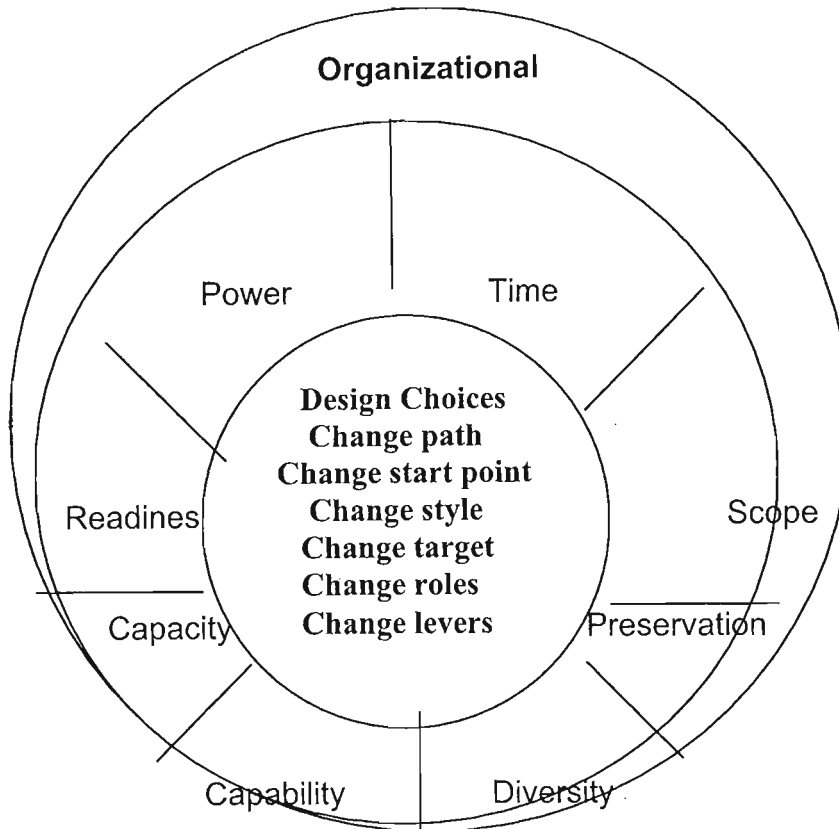 Organizational
Power
Time
Design Choices
Change path
Change start point
Change style
Change target
Change roles
Change levers
Readines
Scope
Capacity
Preservation
Capability
Diversity